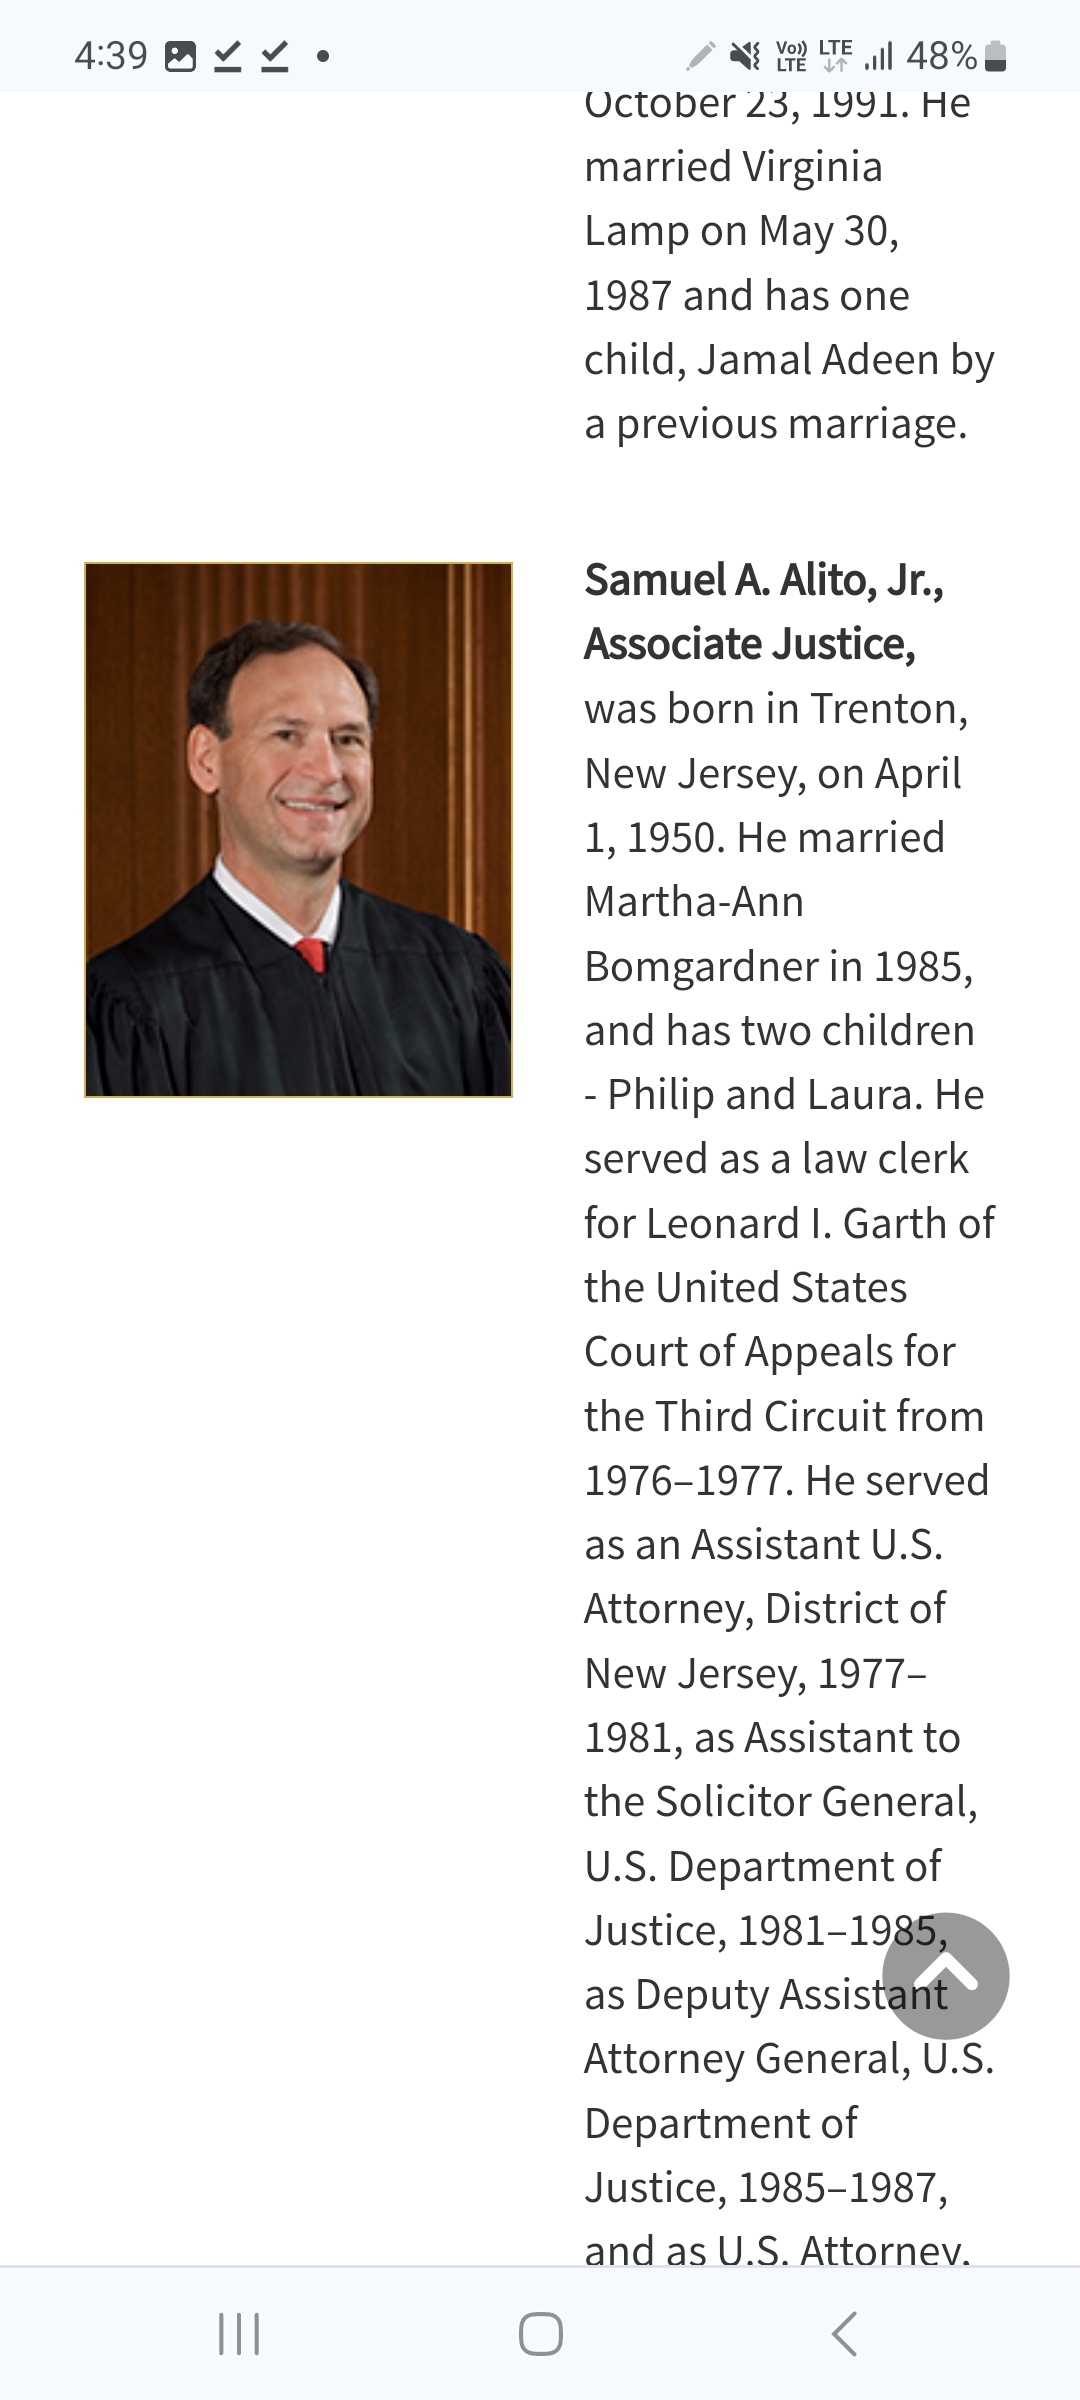 4:39
Vo)) LTE
LTE
48%
October 23, 1991. He
married Virginia
Lamp on May 30,
1987 and has one
child, Jamal Adeen by
a previous marriage.
Samuel A. Alito, Jr.,
Associate Justice,
was born in Trenton,
New Jersey, on April
1, 1950. He married
Martha-Ann
Bomgardner in 1985,
and has two children
- Philip and Laura. He
served as a law clerk
for Leonard I. Garth of
the United States
Court of Appeals for
the Third Circuit from
1976–1977. He served
as an Assistant U.S.
Attorney, District of
New Jersey, 1977–
1981, as Assistant to
the Solicitor General,
U.S. Department of
Justice, 1981–1985,
as Deputy Assistant
Attorney General, U.S.
Department of
Justice, 1985–1987,
and as U.S. Attorney,